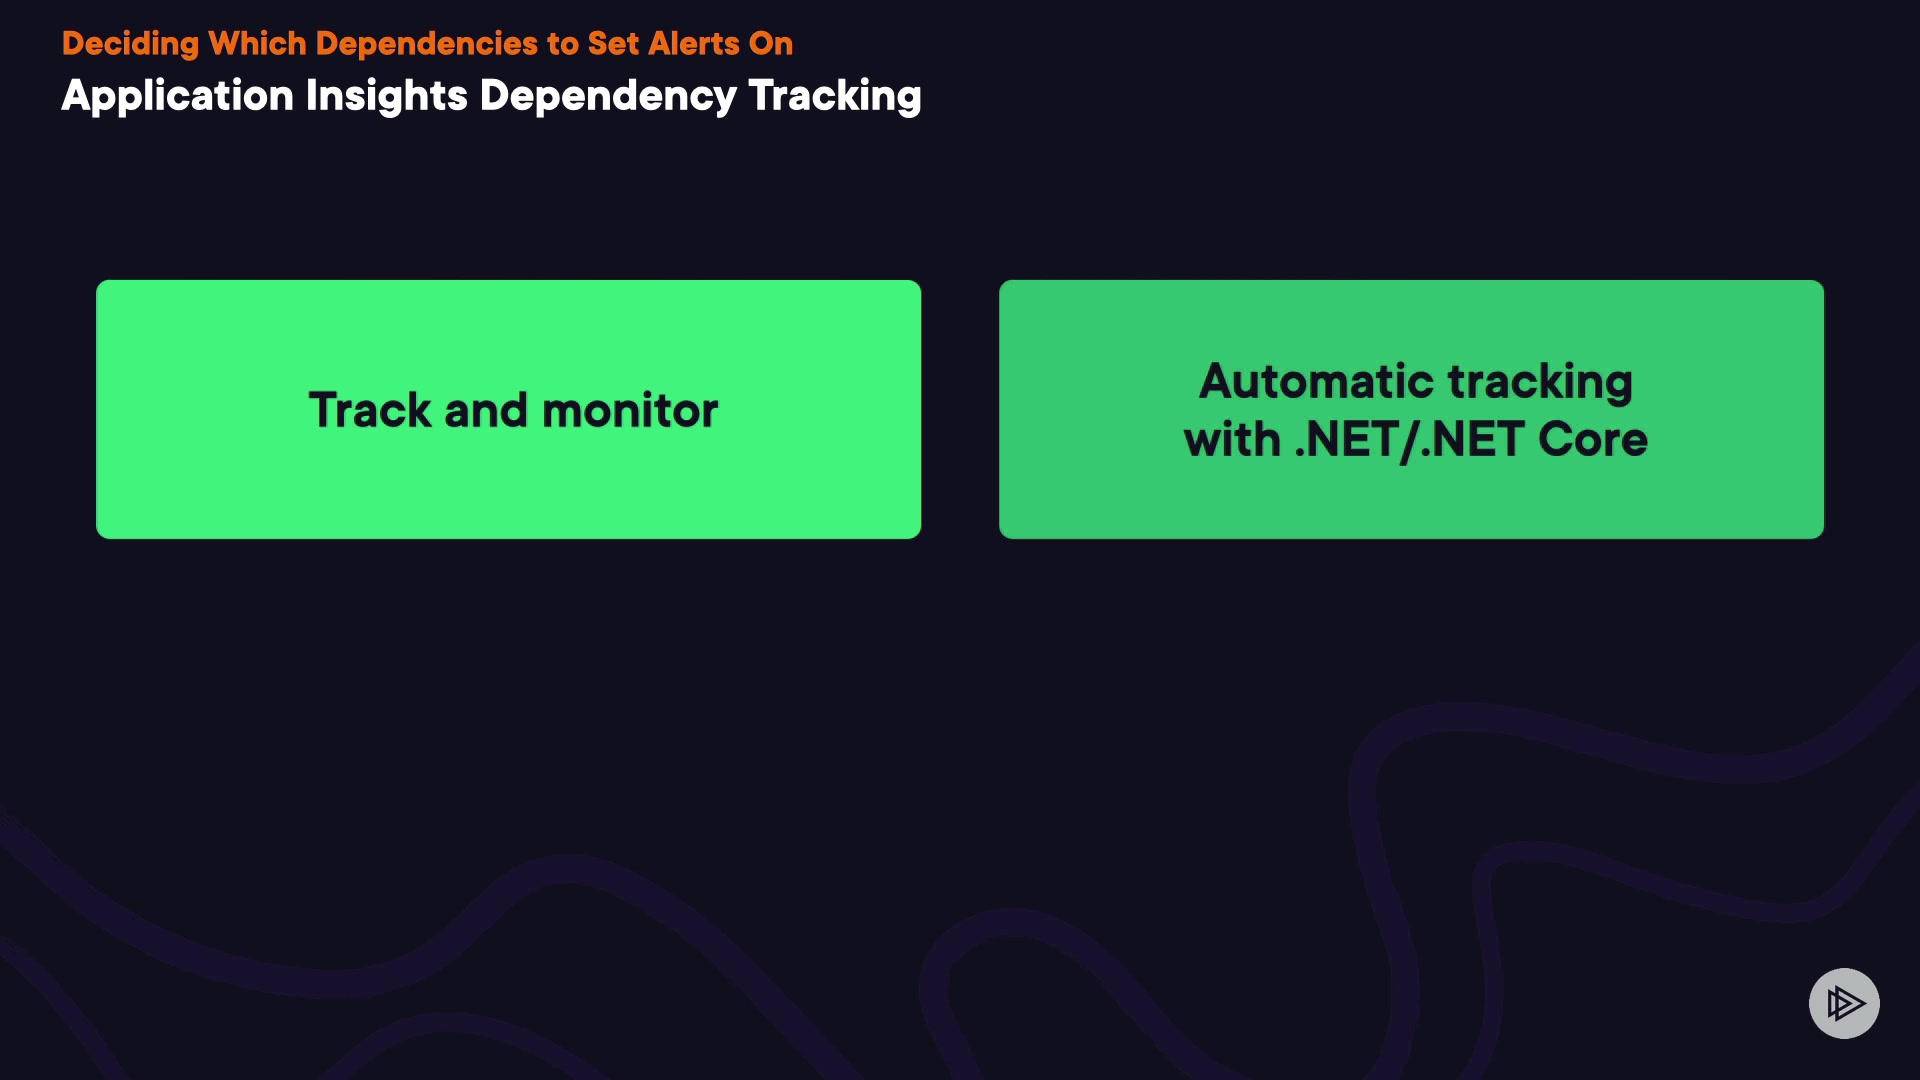 Deciding Which Dependencies to Set Alerts On
Application Insights Dependency Tracking
Track and monitor
Automatic tracking
with .NET/.NET Core